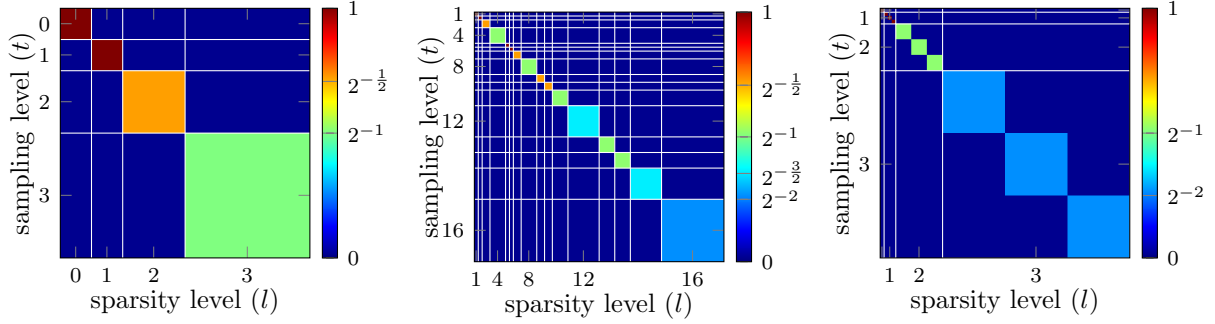 0
1
2
3
sampling level (t)
0 1 2 3
sparsity level (l)
1
2^{-\frac{1}{2}}
2^{-1}
0
1
4
8
12
16
sampling level (t)
1 4 8 12 16
sparsity level (l)
1
2^{-\frac{1}{2}}
2^{-1}
2^{-\frac{3}{2}}
2^{-2}
0
1
2
3
sampling level (t)
1 2 3
sparsity level (l)
1
2^{-1}
2^{-2}
0